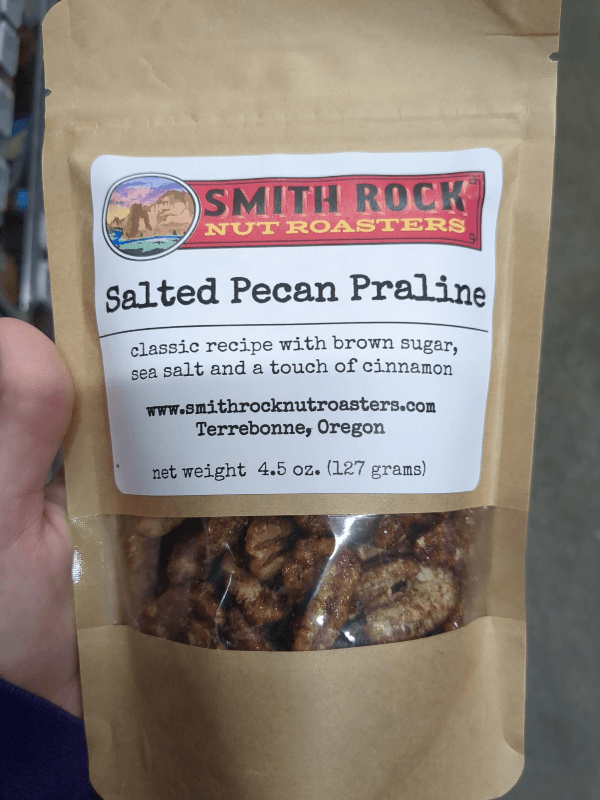 SMITH ROCK
NUT ROASTERS
Salted Pecan Praline
classic recipe with brown sugar,
sea salt and a touch of cinnamon
www.smithrocknutroasters.com
Terrebonne, Oregon
net weight 4.5 oz. (127 grams)